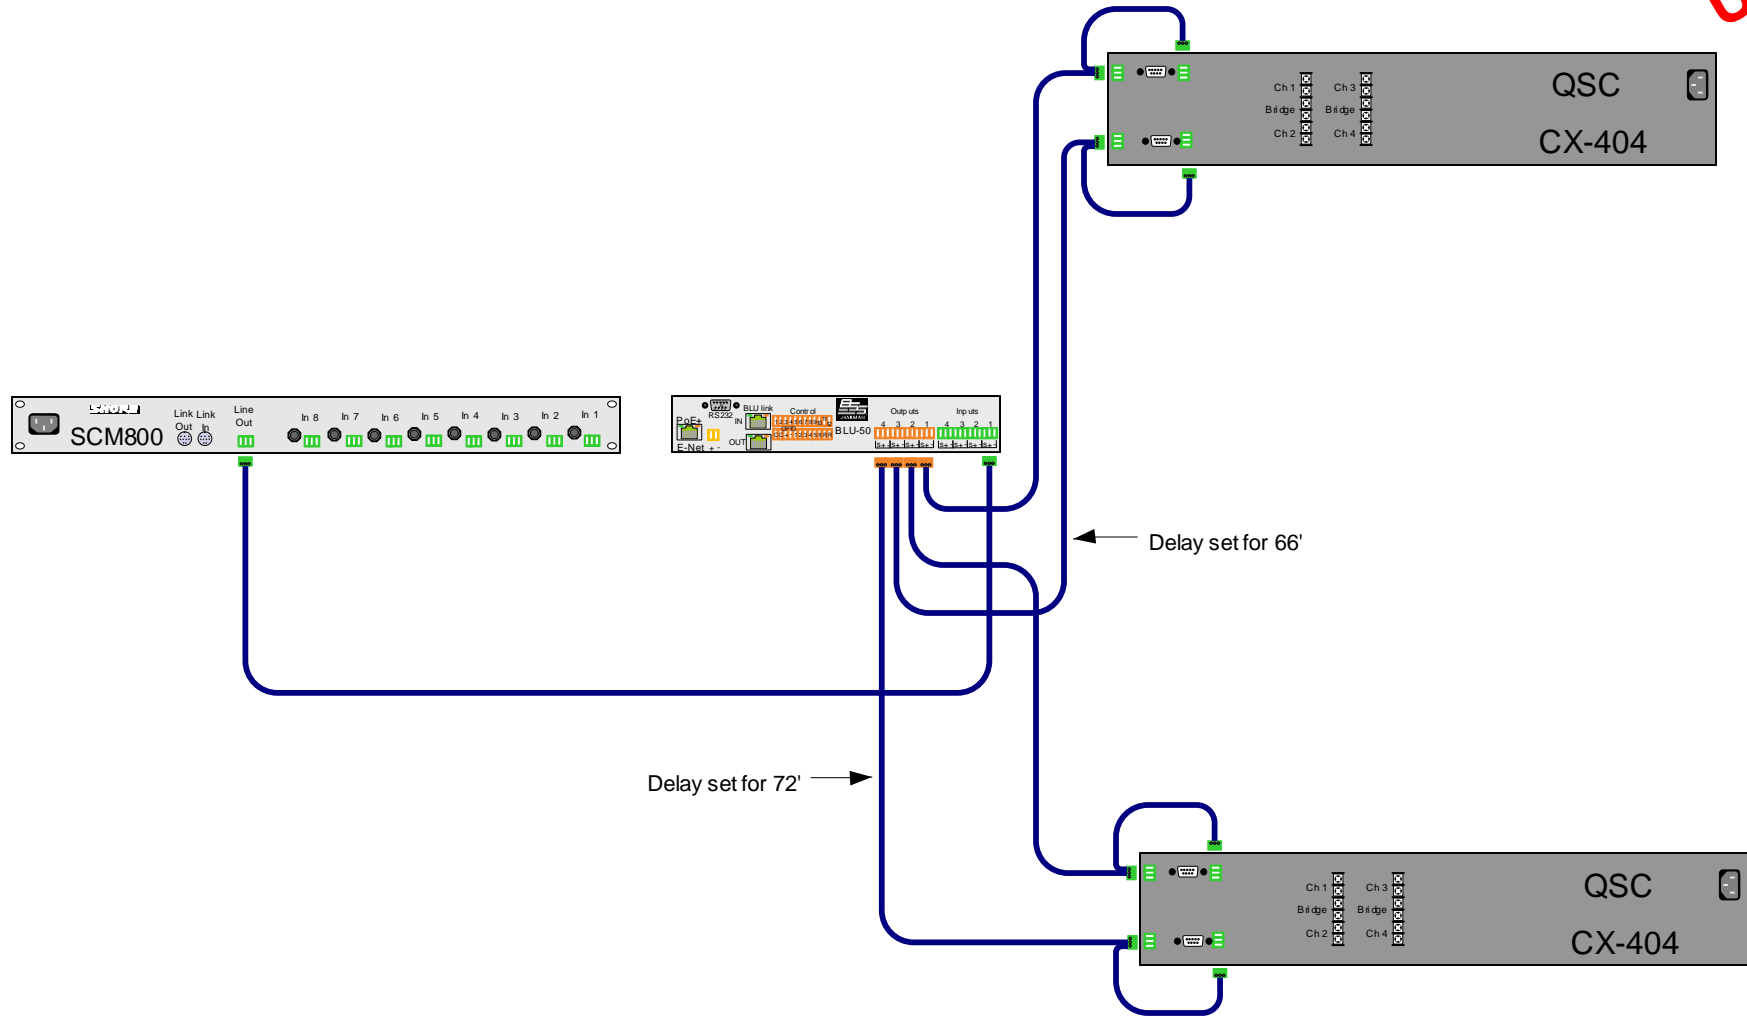 QSC
CX-404
Ch 1
Bridge
Ch 2
Ch 3
Bridge
Ch 4
SCM800
Link Out
Link In
Line Out
In 8
In 7
In 6
In 5
In 4
In 3
In 2
In 1
PoE+
E-Net
+ -
RS232
BLU link
IN
OUT
Control
BLU-50
Outputs
4 3 2 1
Inputs
4 3 2 1
Delay set for 66'
Delay set for 72'
QSC
CX-404
Ch 1
Bridge
Ch 2
Ch 3
Bridge
Ch 4